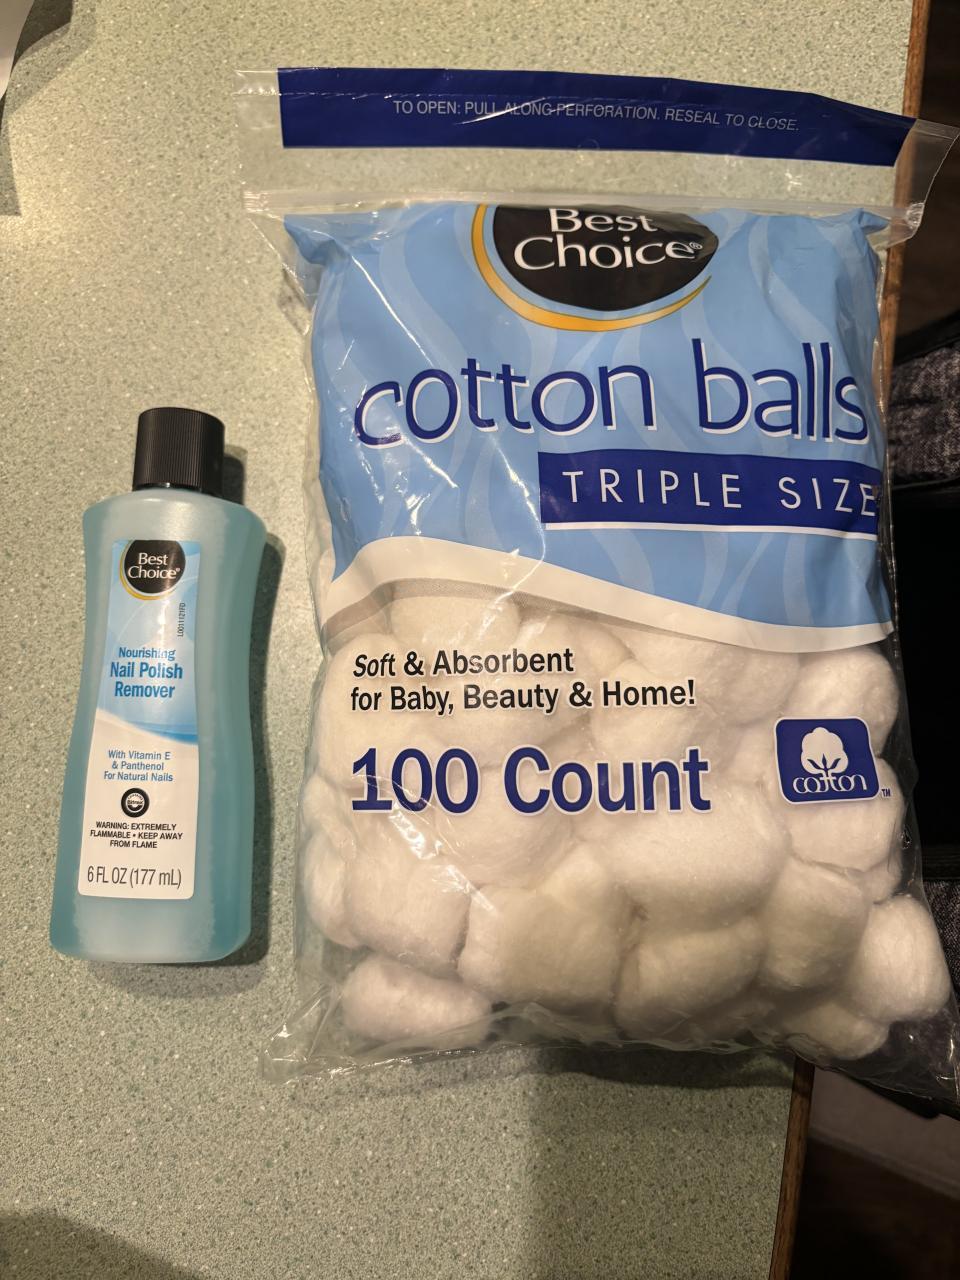 TO OPEN: PULL ALONG PERFORATION. RESEAL TO CLOSE.
Best
Choice®
cotton balls
TRIPLE SIZE
Soft & Absorbent
for Baby, Beauty & Home!
100 Count
cotton™
Best
Choice®
Nourishing
Nail Polish
Remover
With Vitamin E
& Panthenol
For Natural Nails
WARNING: EXTREMELY
FLAMMABLE • KEEP AWAY
FROM FLAME
6 FL OZ (177 mL)